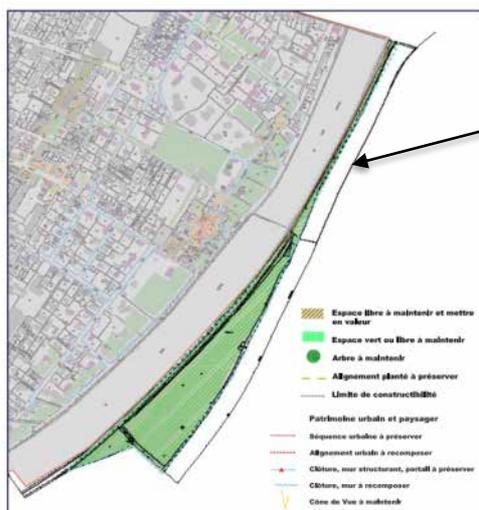 Espace libre à maintenir et mettre
en valeur
Espace vert ou libre à maintenir
Arbre à maintenir
Alignement planté à préserver
Limite de constructibilité
Patrimoine urbain et paysager
Séquence urbaine à préserver
Alignement urbain à recomposer
Clôture, mur structurant, portail à préserver
Clôture, mur à recomposer
Cône de Vue à maintenir